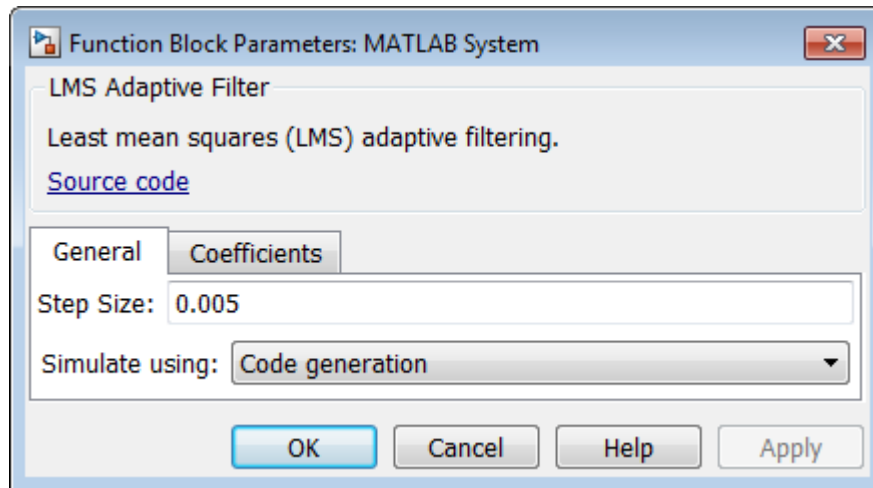 Function Block Parameters: MATLAB System
LMS Adaptive Filter
Least mean squares (LMS) adaptive filtering.
Source code
General Coefficients
Step Size: 0.005
Simulate using: Code generation
OK Cancel Help Apply